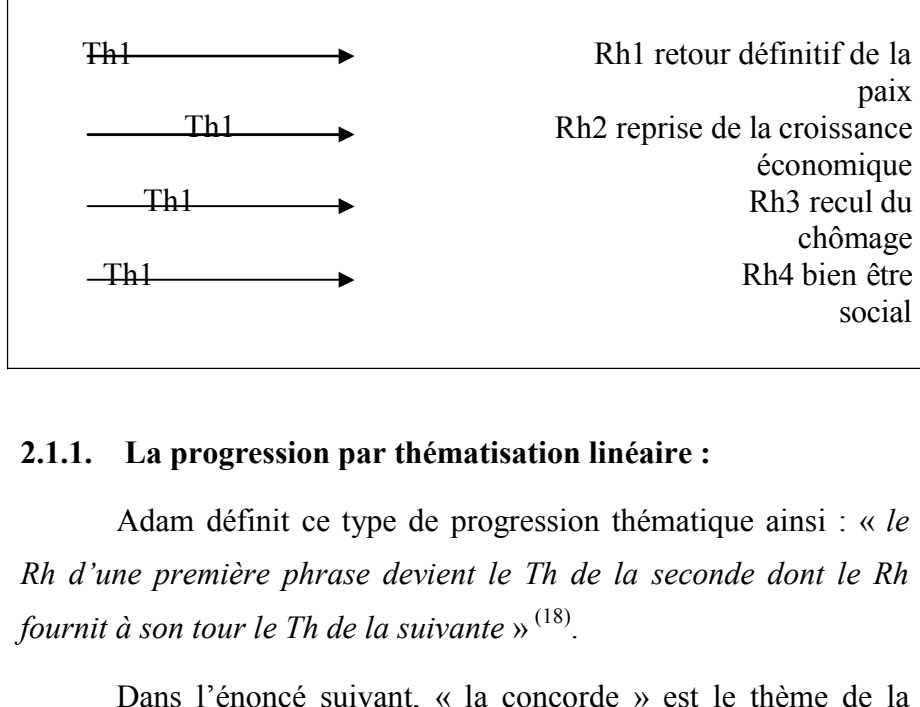 Th1 Rh1 retour définitif de la
paix
Th1 Rh2 reprise de la croissance
économique
Th1 Rh3 recul du
chômage
Th1 Rh4 bien être
social
2.1.1. La progression par thématisation linéaire :
Adam définit ce type de progression thématique ainsi : « le
Rh d’une première phrase devient le Th de la seconde dont le Rh
fournit à son tour le Th de la suivante » (18).
Dans l’énoncé suivant, « la concorde » est le thème de la